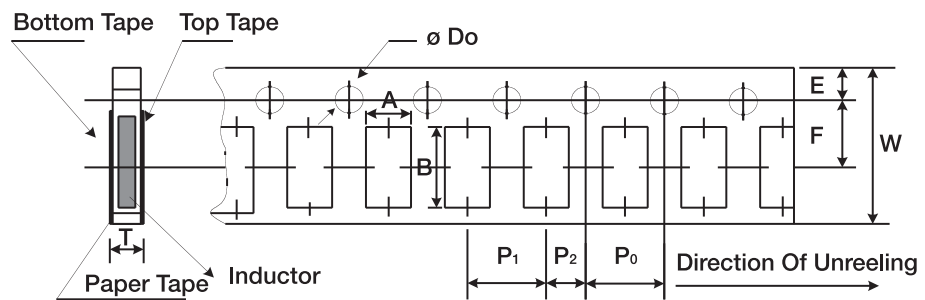 Bottom Tape
Top Tape
ø Do
A
E
F
W
B
T
P1
P2
P0
Direction Of Unreeling
Paper Tape
Inductor